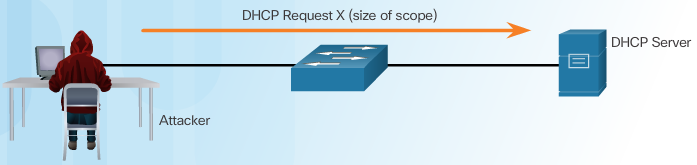 DHCP Request X (size of scope)
DHCP Server
Attacker